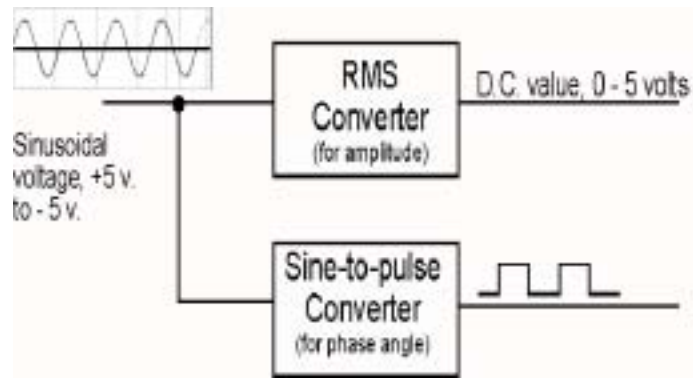 RMS
Converter
(for amplitude)
D.C. value, 0 - 5 volts
Sinusoidal
voltage, +5 v.
to - 5 v.
Sine-to-pulse
Converter
(for phase angle)